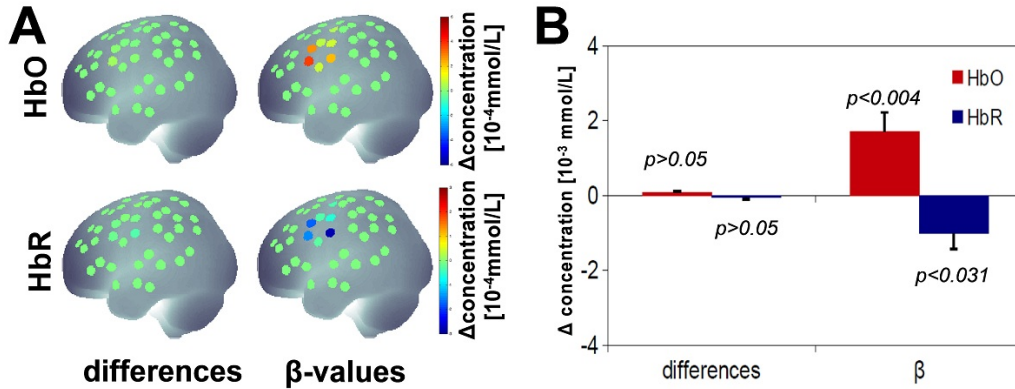 A
HbO
Δconcentration
[10-4mmol/L]
HbR
Δconcentration
[10-4mmol/L]
differences
β-values
B
Δ concentration [10-3 mmol/L]
4
2
0
-2
-4
HbO
HbR
p<0.004
p>0.05
p>0.05
p<0.031
differences
β